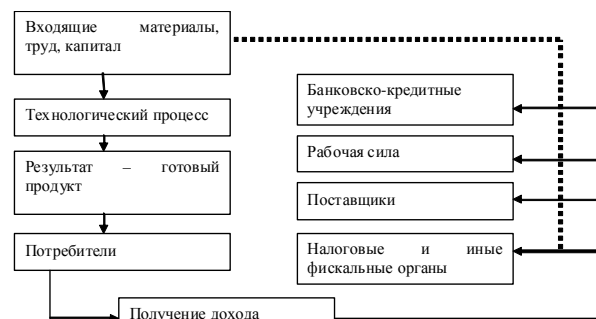 Входящие материалы,
труд, капитал
Технологический процесс
Результат – готовый
продукт
Потребители
Получение дохода
Банковско-кредитные
учреждения
Рабочая сила
Поставщики
Налоговые и иные
фискальные органы